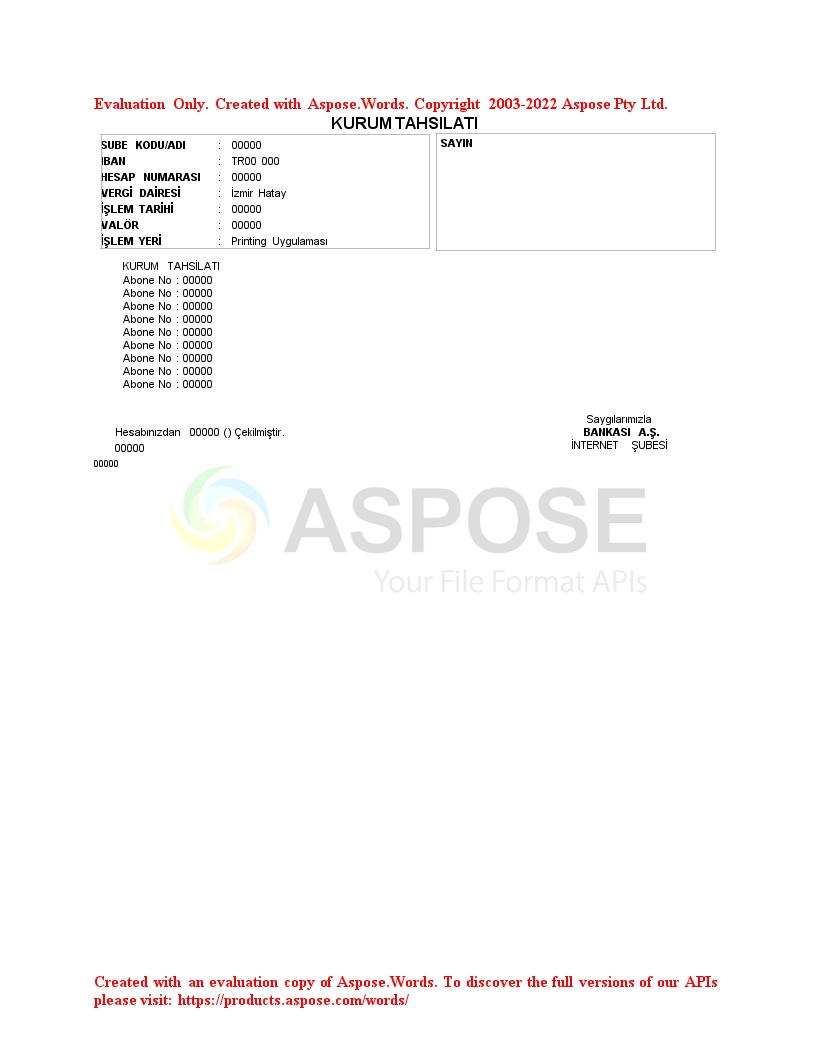 Evaluation Only. Created with Aspose.Words. Copyright 2003-2022 Aspose Pty Ltd.
KURUM TAHSILATI
SUBE KODU/ADI : 00000
IBAN : TR00 000
HESAP NUMARASI : 00000
VERGİ DAİRESİ : İzmir Hatay
İŞLEM TARİHİ : 00000
VALÖR : 00000
İŞLEM YERİ : Printing Uygulaması
SAYIN
KURUM TAHSİLATI
Abone No : 00000
Abone No : 00000
Abone No : 00000
Abone No : 00000
Abone No : 00000
Abone No : 00000
Abone No : 00000
Abone No : 00000
Abone No : 00000
Saygılarımızla
Hesabınızdan 00000 () Çekilmiştir.
BANKASI A.Ş.
00000
İNTERNET ŞUBESİ
00000
ASPOSE
Your File Format APIs
Created with an evaluation copy of Aspose.Words. To discover the full versions of our APIs
please visit: https://products.aspose.com/words/